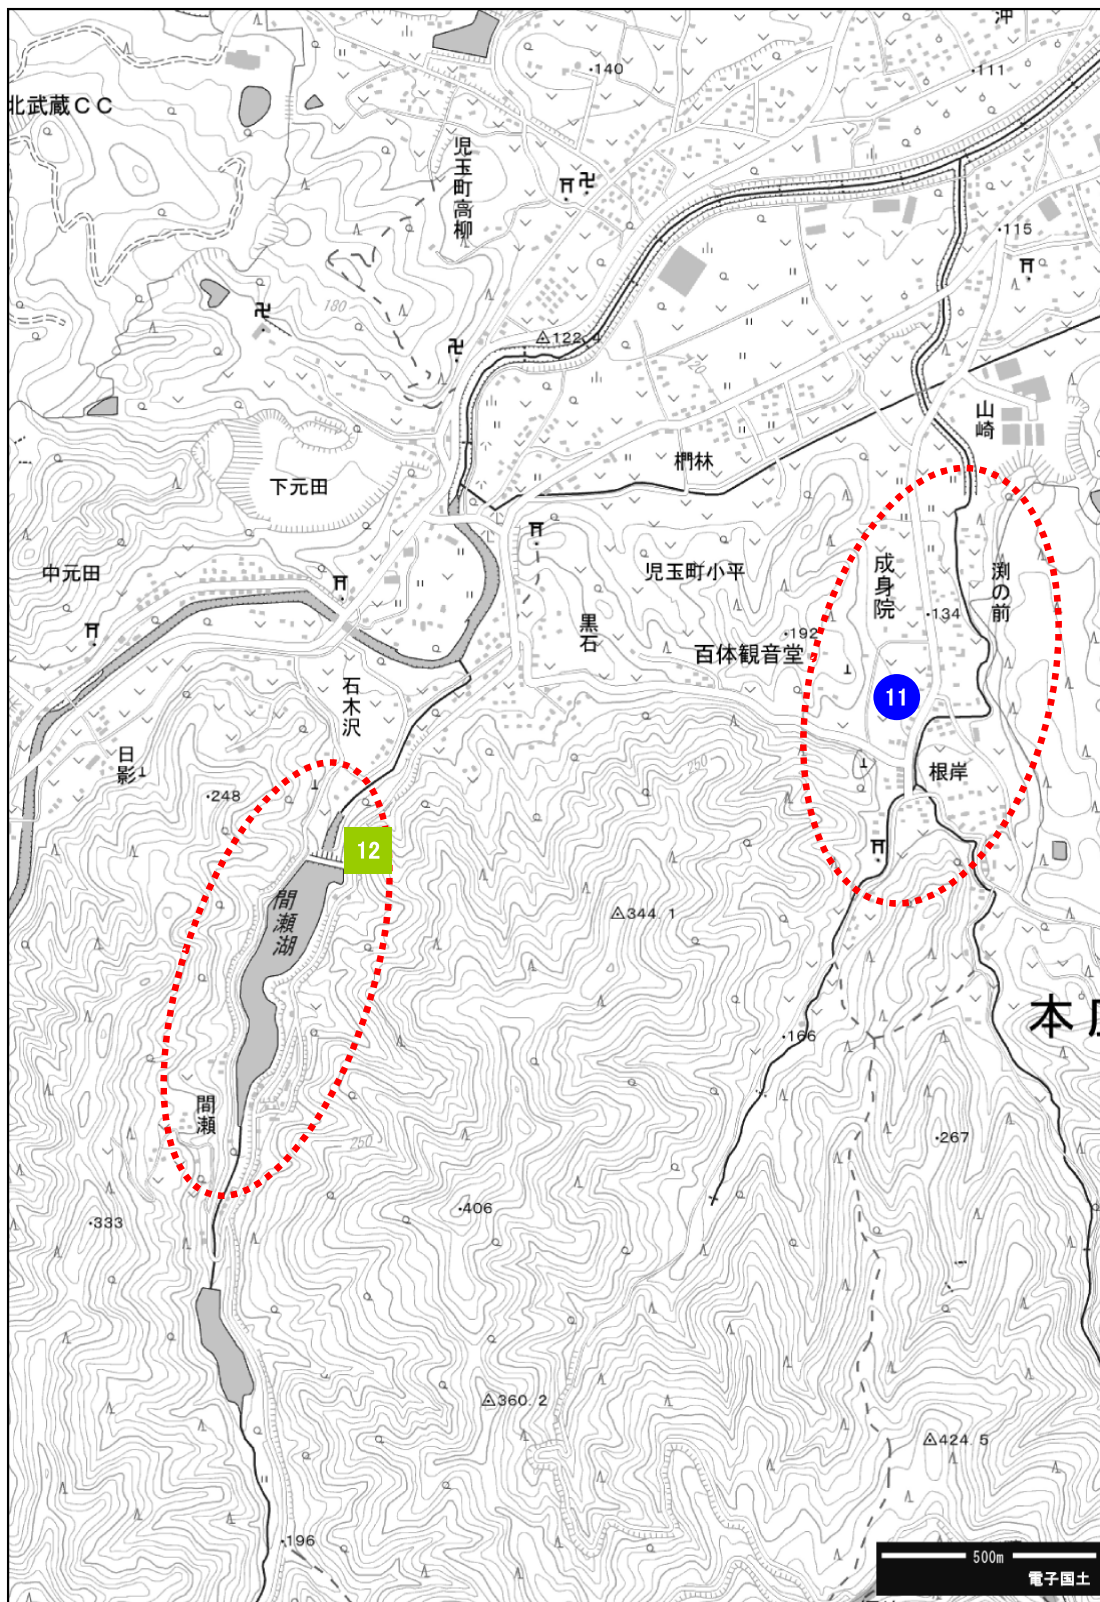 沖
・140
・111
北武蔵CC
児玉町高柳
・115
180
△122.4
20
山崎
椚林
下元田
中元田
児玉町小平
成身院
渕の前
黒石
・192
・134
百体観音堂
石木沢
11
日影
250
根岸
・248
12
間瀬湖
△344.1
本
・166
間瀬
250
・267
・406
・333
△360.2
△424.5
・196
500m
電子国土